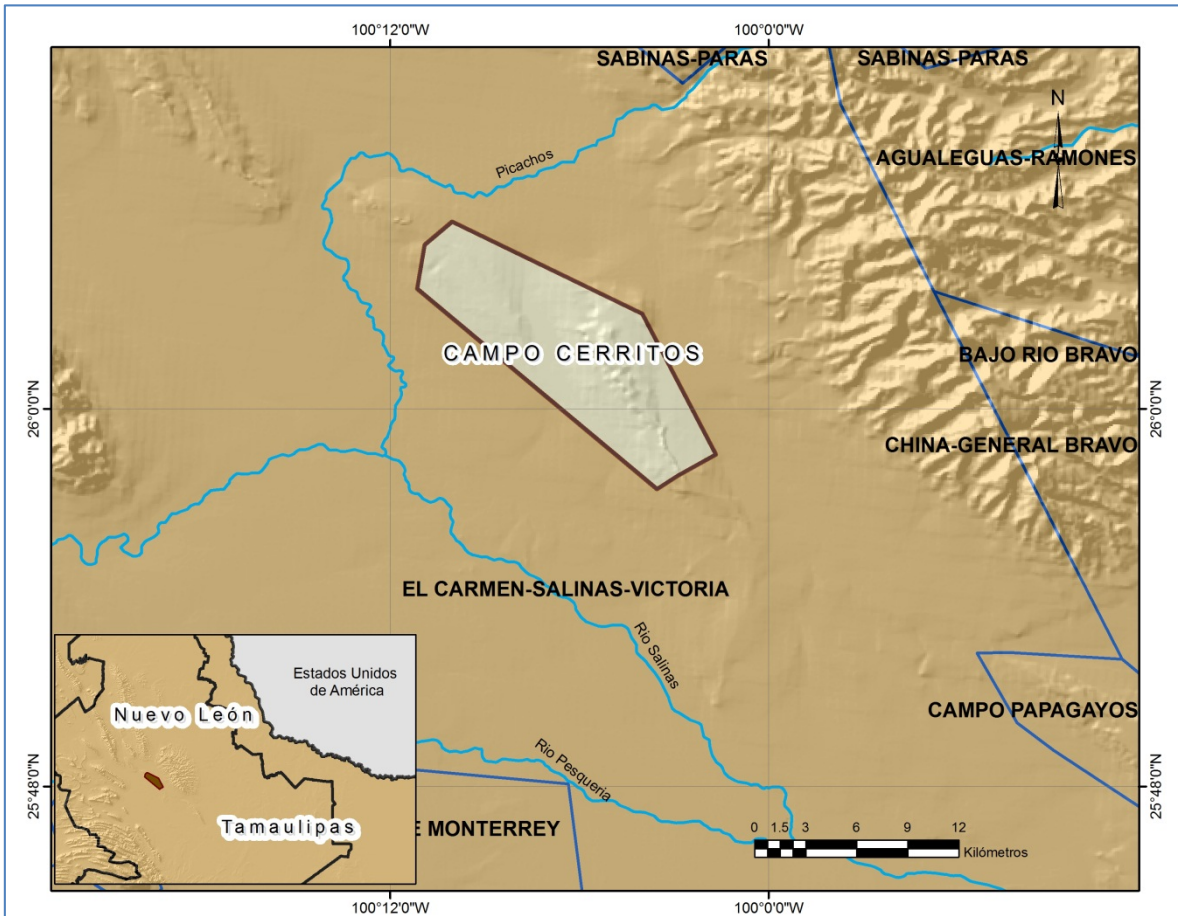 100°12'0"W
100°0'0"W
SABINAS-PARAS
SABINAS-PARAS
N
Picachos
AGUALEGUAS-RAMONES
CAMPO CERRITOS
BAJO RIO BRAVO
26°0'0"N
26°0'0"N
CHINA-GENERAL BRAVO
EL CARMEN-SALINAS-VICTORIA
Rio Salinas
Estados Unidos
de América
Nuevo León
CAMPO PAPAGAYOS
Rio Pesqueria
25°48'0"N
25°48'0"N
Tamaulipas
E MONTERREY
0 1.5 3 6 9 12
Kilómetros
100°12'0"W
100°0'0"W